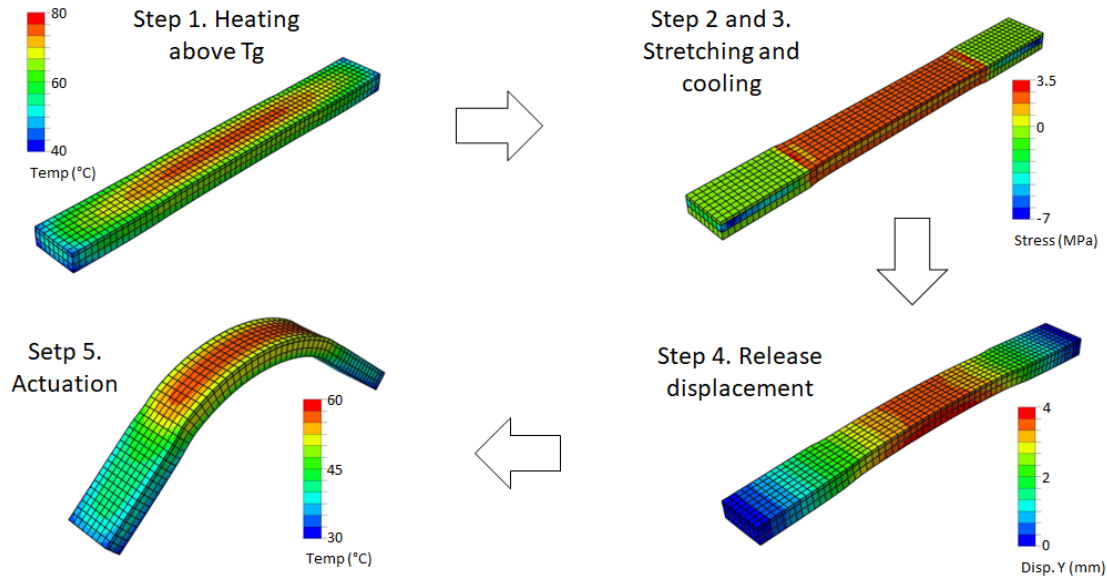 Step 1. Heating
above Tg
80
60
40
Temp (°C)
Step 2 and 3.
Stretching and
cooling
3.5
0
-7
Stress (MPa)
Step 4. Release
displacement
4
2
0
Disp. Y (mm)
Setp 5.
Actuation
60
45
30
Temp (°C)